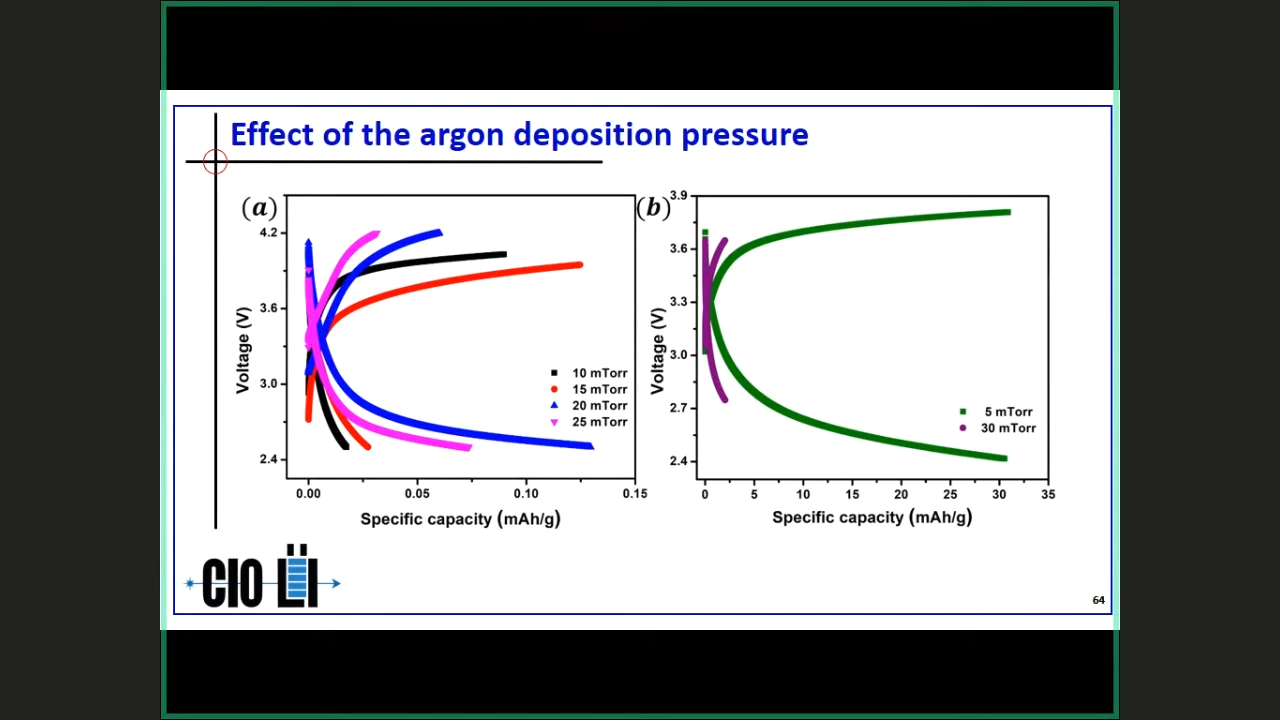 Effect of the argon deposition pressure
(a)
4.2
3.6
3.0
2.4
Voltage (V)
0.00 0.05 0.10 0.15
Specific capacity (mAh/g)
10 mTorr
15 mTorr
20 mTorr
25 mTorr
(b)
3.9
3.6
3.3
3.0
2.7
2.4
Voltage (V)
0 5 10 15 20 25 30 35
Specific capacity (mAh/g)
5 mTorr
30 mTorr
CIO LI
64